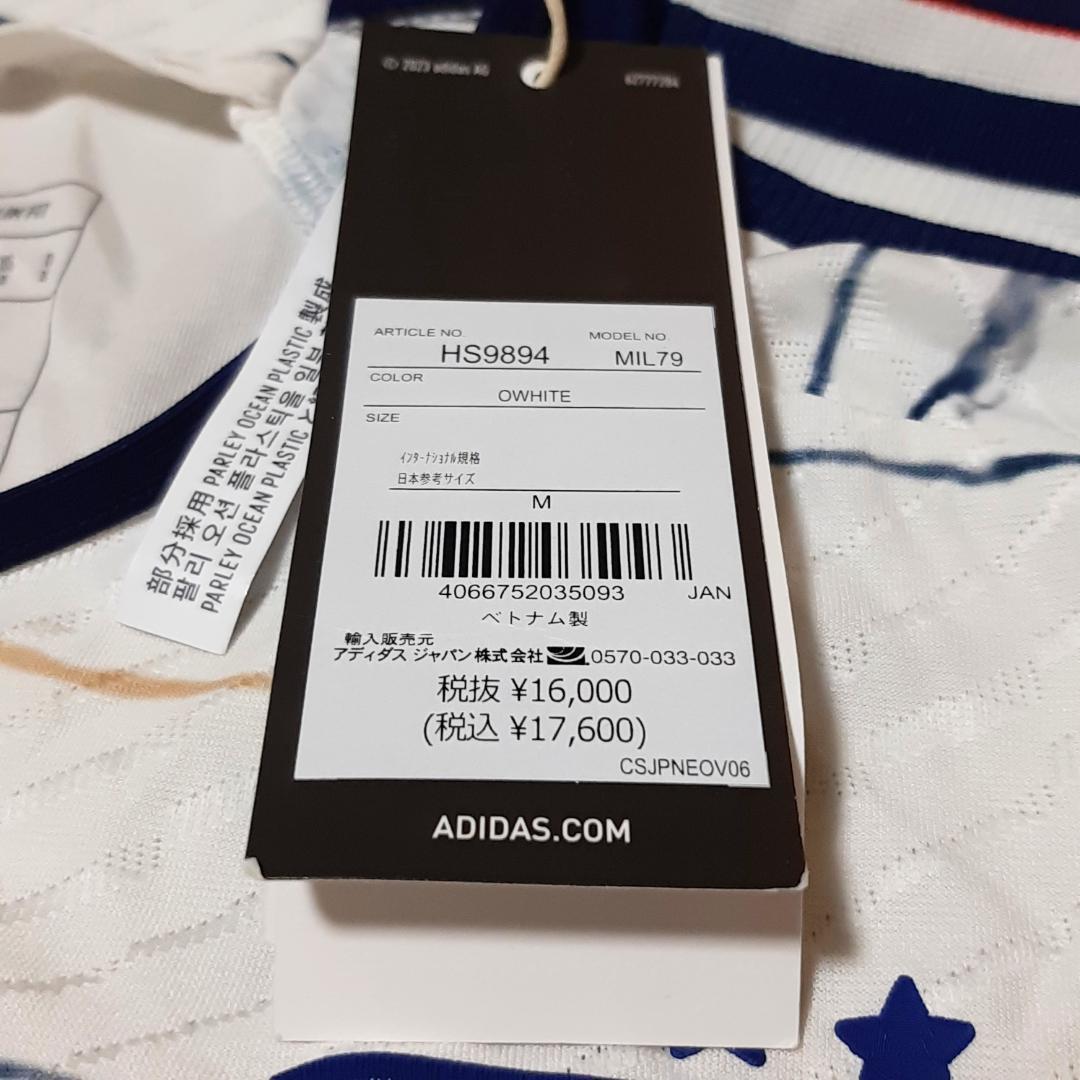 © 2023 adidas AG
ARTICLE NO.
MODEL NO.
HS9894
MIL79
COLOR
OWHITE
SIZE
インターナショナル規格
日本参考サイズ
M
4066752035093 JAN
ベトナム製
輸入販売元
アディダス ジャパン株式会社 0570-033-033
税抜 ¥16,000
(税込 ¥17,600)
CSJPNEOV06
ADIDAS.COM
部分採用 PARLEY OCEAN PLASTIC 製成
팔리 오션 플라스틱을 일부
PARLEY OCEAN PLASTIC